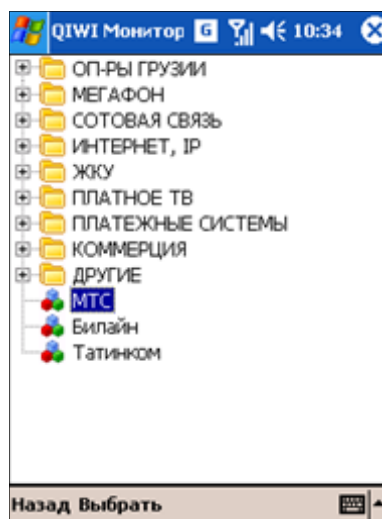 QIWI Монитор G 10:34
ОП-РЫ ГРУЗИИ
МЕГАФОН
СОТОВАЯ СВЯЗЬ
ИНТЕРНЕТ, IP
ЖКУ
ПЛАТНОЕ ТВ
ПЛАТЕЖНЫЕ СИСТЕМЫ
КОММЕРЦИЯ
ДРУГИЕ
МТС
Билайн
Татинком
Назад Выбрать